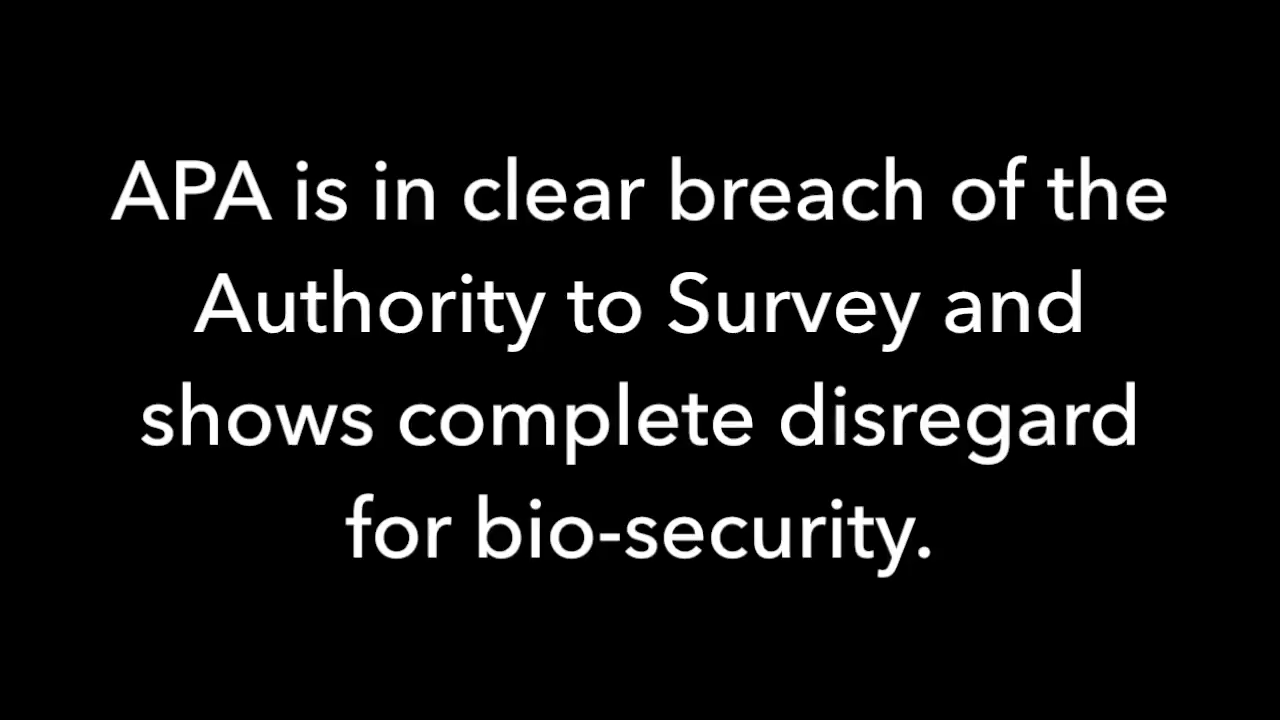 APA is in clear breach of the
Authority to Survey and
shows complete disregard
for bio-security.